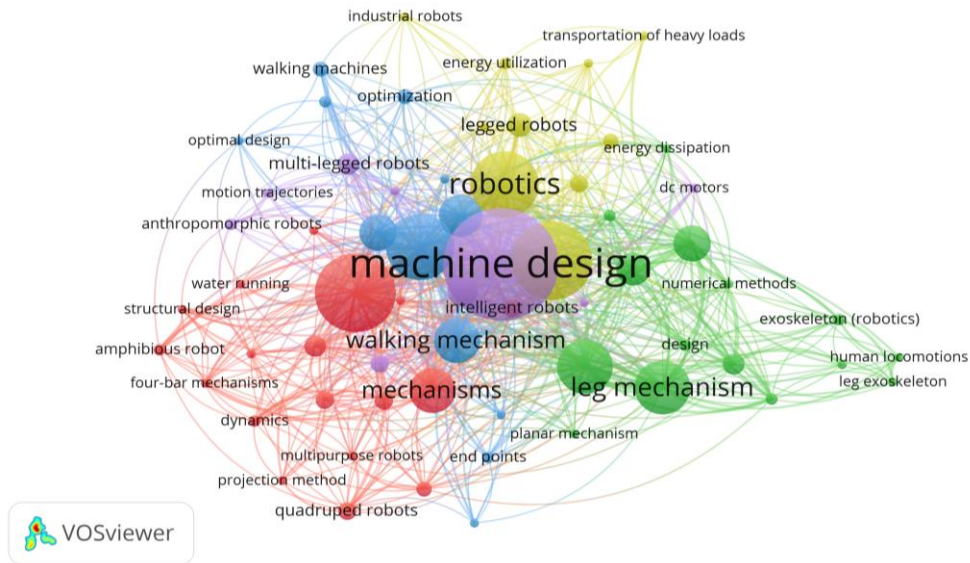 industrial robots
transportation of heavy loads
walking machines
energy utilization
optimization
legged robots
optimal design
energy dissipation
multi-legged robots
robotics
motion trajectories
dc motors
anthropomorphic robots
machine design
water running
numerical methods
structural design
intelligent robots
exoskeleton (robotics)
walking mechanism
design
amphibious robot
human locomotions
four-bar mechanisms
mechanisms
leg mechanism
leg exoskeleton
dynamics
planar mechanism
multipurpose robots
end points
projection method
quadruped robots
VOSviewer